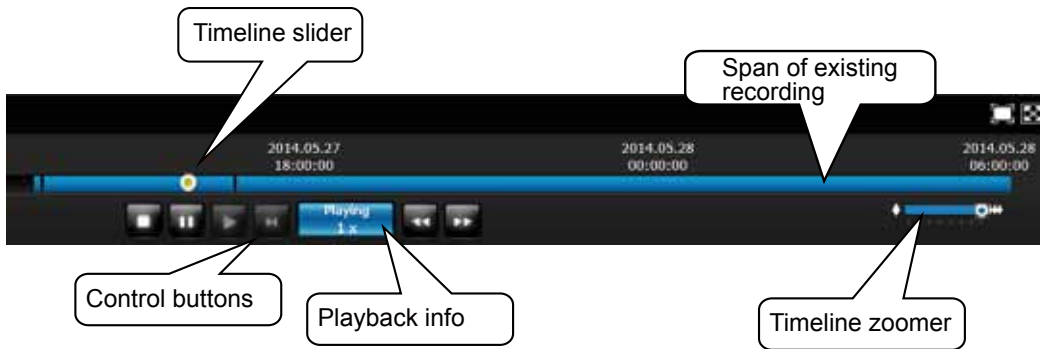 Timeline slider
Span of existing
recording
2014.05.27
18:00:00
2014.05.28
00:00:00
2014.05.28
06:00:00
Playing
1 x
Control buttons
Playback info
Timeline zoomer